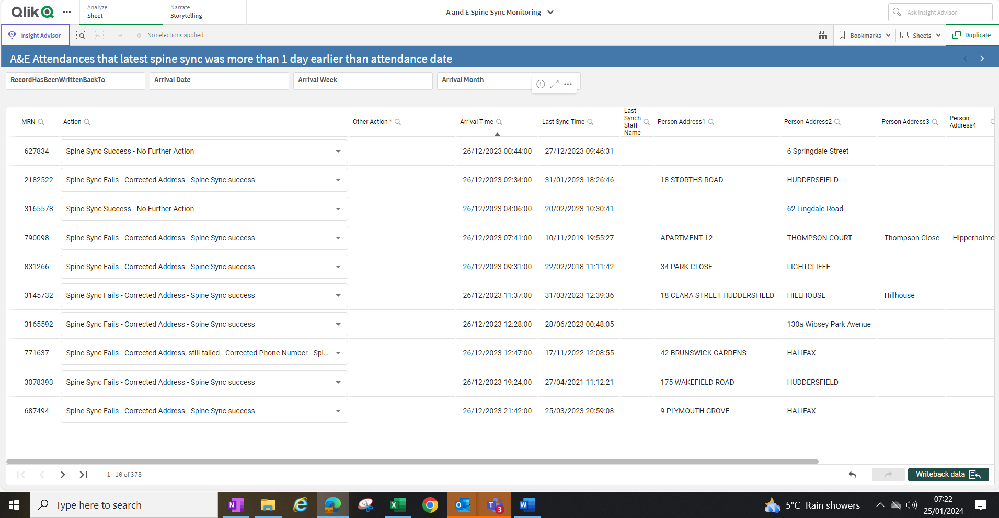 Qlik
Analyze
Sheet
Narrate
Storytelling
A and E Spine Sync Monitoring
Ask Insight Advisor
Insight Advisor
No selections applied
Bookmarks
Sheets
Duplicate
A&E Attendances that latest spine sync was more than 1 day earlier than attendance date
RecordHasBeenWrittenBackTo
Arrival Date
Arrival Week
Arrival Month
MRN Action Other Action * Arrival Time Last Sync Time Last Synch Staff Name Person Address1 Person Address2 Person Address3 Person Address4
627834 Spine Sync Success - No Further Action 26/12/2023 00:44:00 27/12/2023 09:46:31 6 Springdale Street
2182522 Spine Sync Fails - Corrected Address - Spine Sync success 26/12/2023 02:34:00 31/01/2023 18:26:46 18 STORTHS ROAD HUDDERSFIELD
3165578 Spine Sync Success - No Further Action 26/12/2023 04:06:00 20/02/2023 10:30:41 62 Lingdale Road
790098 Spine Sync Fails - Corrected Address - Spine Sync success 26/12/2023 07:41:00 10/11/2019 19:55:27 APARTMENT 12 THOMPSON COURT Thompson Close Hipperholme
831266 Spine Sync Fails - Corrected Address - Spine Sync success 26/12/2023 09:31:00 22/02/2018 11:11:42 34 PARK CLOSE LIGHTCLIFFE
3145732 Spine Sync Fails - Corrected Address - Spine Sync success 26/12/2023 11:37:00 31/03/2023 12:39:36 18 CLARA STREET HUDDERSFIELD HILLHOUSE Hillhouse
3165592 Spine Sync Fails - Corrected Address - Spine Sync success 26/12/2023 12:28:00 28/06/2023 00:48:05 130a Wibsey Park Avenue
771637 Spine Sync Fails - Corrected Address, still failed - Corrected Phone Number - Spi... 26/12/2023 12:47:00 17/11/2022 12:08:55 42 BRUNSWICK GARDENS HALIFAX
3078393 Spine Sync Fails - Corrected Address - Spine Sync success 26/12/2023 19:24:00 27/04/2021 11:12:21 175 WAKEFIELD ROAD HUDDERSFIELD
687494 Spine Sync Fails - Corrected Address - Spine Sync success 26/12/2023 21:42:00 25/03/2023 20:59:08 9 PLYMOUTH GROVE HALIFAX
1 - 10 of 378
Writeback data
Type here to search
N
X
O
T
3
W
5°C Rain showers
07:22
25/01/2024